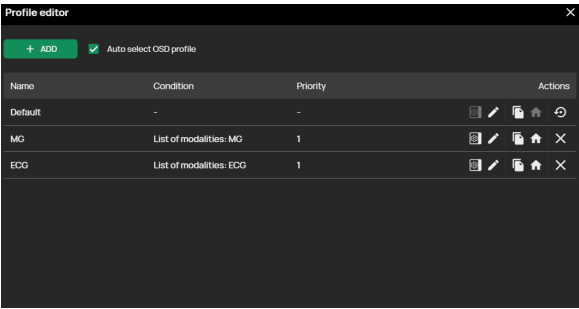 Profile editor
+ ADD Auto select OSD profile
Name Condition Priority Actions
Default - -
MG List of modalities: MG 1
ECG List of modalities: ECG 1